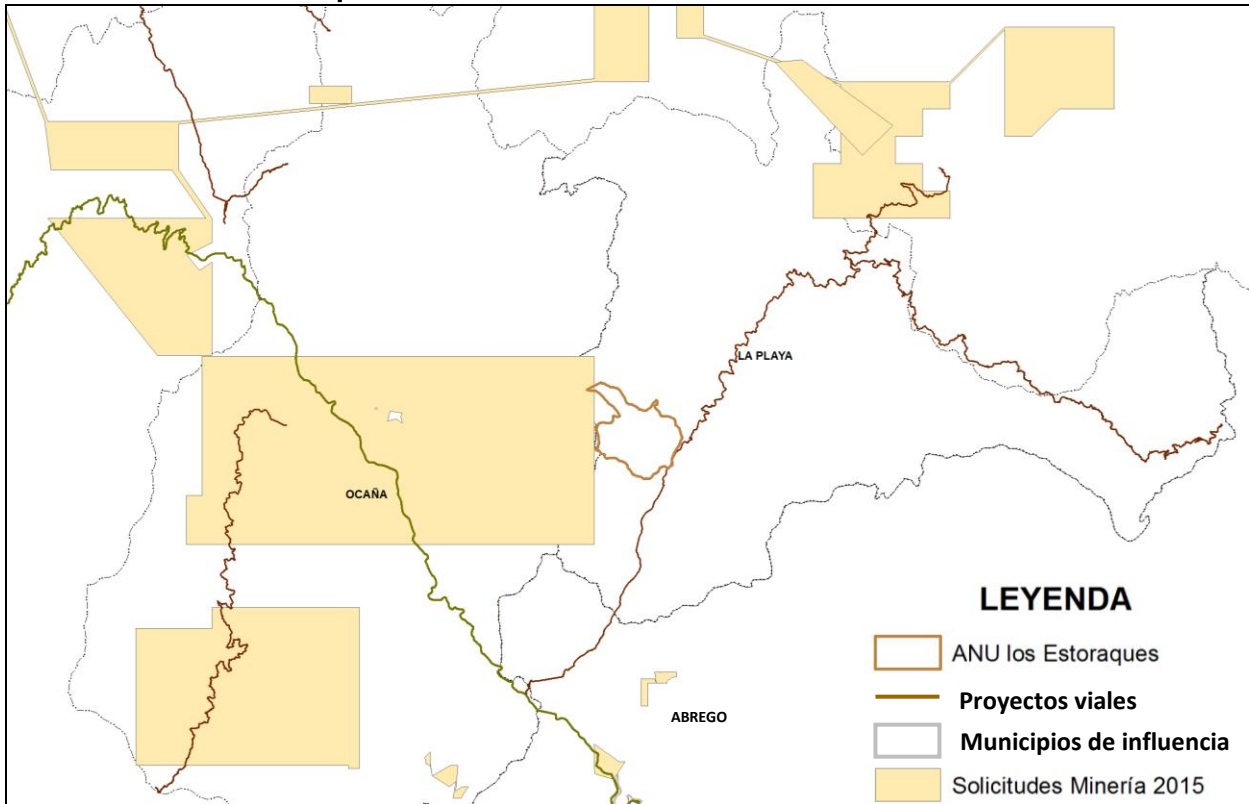 LA PLAYA
OCAÑA
ABREGO
LEYENDA
ANU los Estoraques
Proyectos viales
Municipios de influencia
Solicitudes Minería 2015